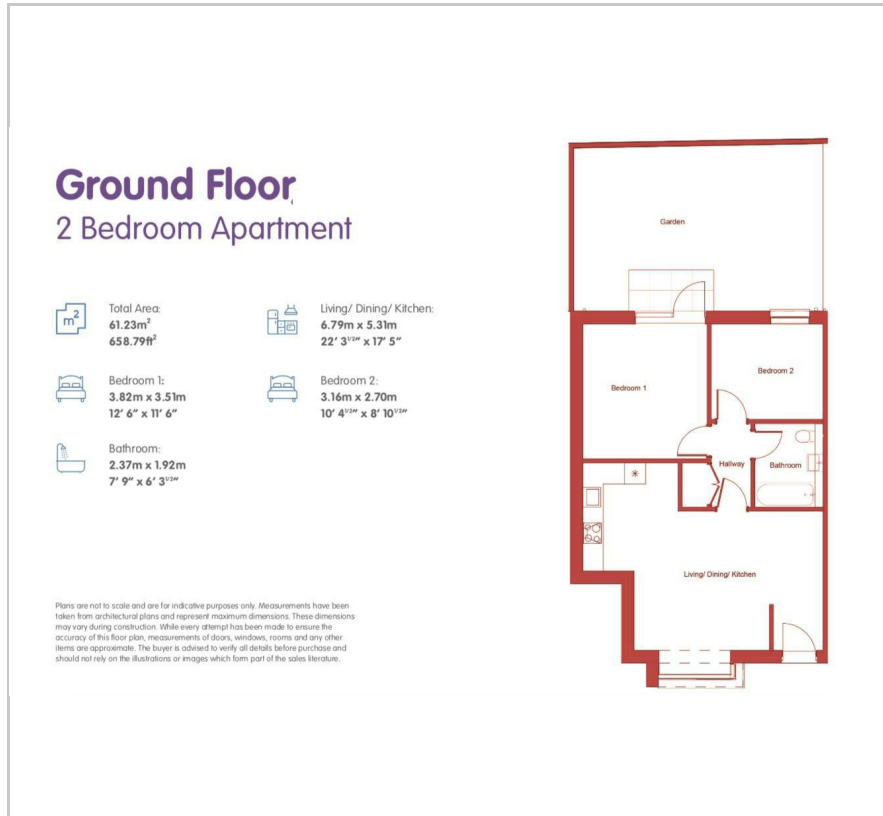 Ground Floor
2 Bedroom Apartment
m²
Total Area:
61.23m²
658.79ft²
Living/ Dining/ Kitchen:
6.79m x 5.31m
22' 3¹/²" x 17' 5"
Bedroom 1:
3.82m x 3.51m
12' 6" x 11' 6"
Bedroom 2:
3.16m x 2.70m
10' 4¹/²" x 8' 10¹/²"
Bathroom:
2.37m x 1.92m
7' 9" x 6' 3¹/²"
Plans are not to scale and are for indicative purposes only. Measurements have been
taken from architectural plans and represent maximum dimensions. These dimensions
may vary during construction. While every attempt has been made to ensure the
accuracy of this floor plan, measurements of doors, windows, rooms and any other
items are approximate. The buyer is advised to verify all details before purchase and
should not rely on the illustrations or images which form part of the sales literature.
Garden
Bedroom 1
Bedroom 2
Hallway
Bathroom
Living/ Dining/ Kitchen